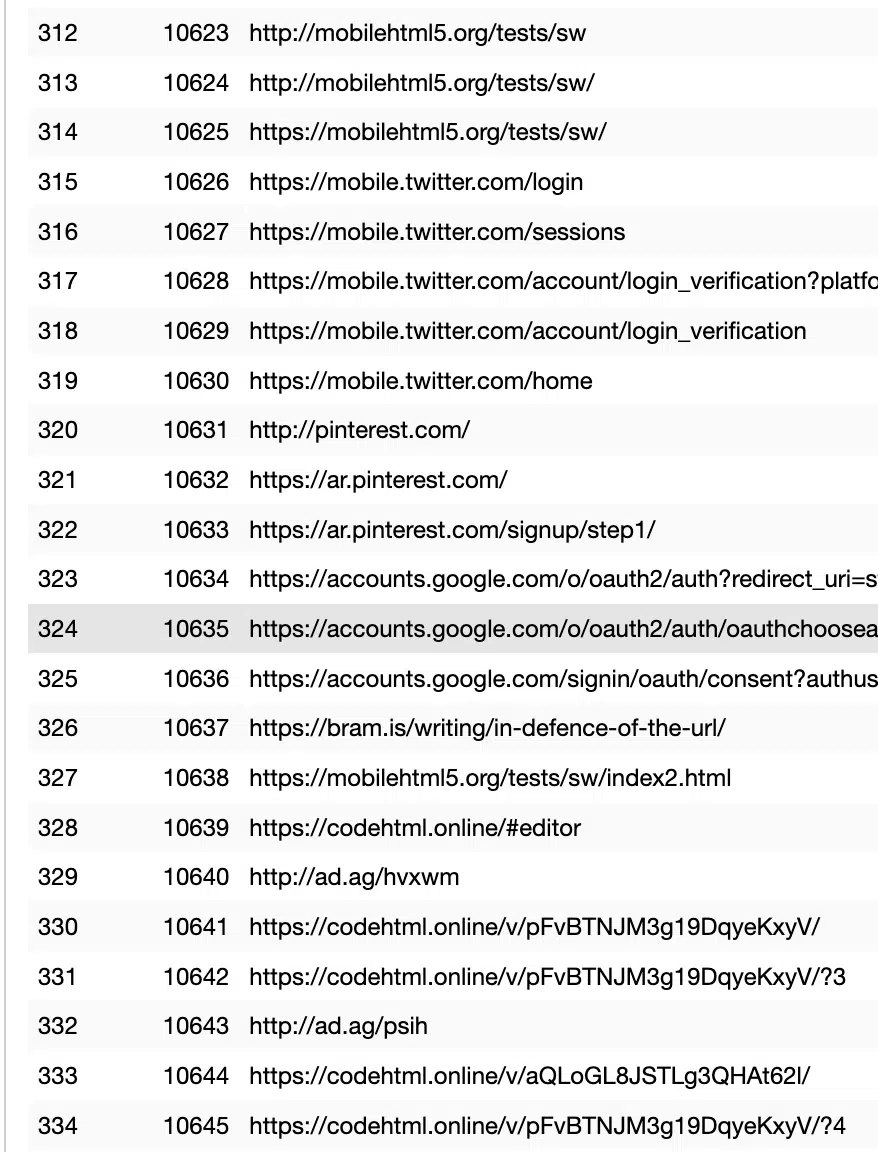 312 10623 http://mobilehtml5.org/tests/sw
313 10624 http://mobilehtml5.org/tests/sw/
314 10625 https://mobilehtml5.org/tests/sw/
315 10626 https://mobile.twitter.com/login
316 10627 https://mobile.twitter.com/sessions
317 10628 https://mobile.twitter.com/account/login_verification?platfo
318 10629 https://mobile.twitter.com/account/login_verification
319 10630 https://mobile.twitter.com/home
320 10631 http://pinterest.com/
321 10632 https://ar.pinterest.com/
322 10633 https://ar.pinterest.com/signup/step1/
323 10634 https://accounts.google.com/o/oauth2/auth?redirect_uri=s
324 10635 https://accounts.google.com/o/oauth2/auth/oauthchoosea
325 10636 https://accounts.google.com/signin/oauth/consent?authus
326 10637 https://bram.is/writing/in-defence-of-the-url/
327 10638 https://mobilehtml5.org/tests/sw/index2.html
328 10639 https://codehtml.online/#editor
329 10640 http://ad.ag/hvxwm
330 10641 https://codehtml.online/v/pFvBTNJM3g19DqyeKxyV/
331 10642 https://codehtml.online/v/pFvBTNJM3g19DqyeKxyV/?3
332 10643 http://ad.ag/psih
333 10644 https://codehtml.online/v/aQLoGL8JSTLg3QHAt62l/
334 10645 https://codehtml.online/v/pFvBTNJM3g19DqyeKxyV/?4